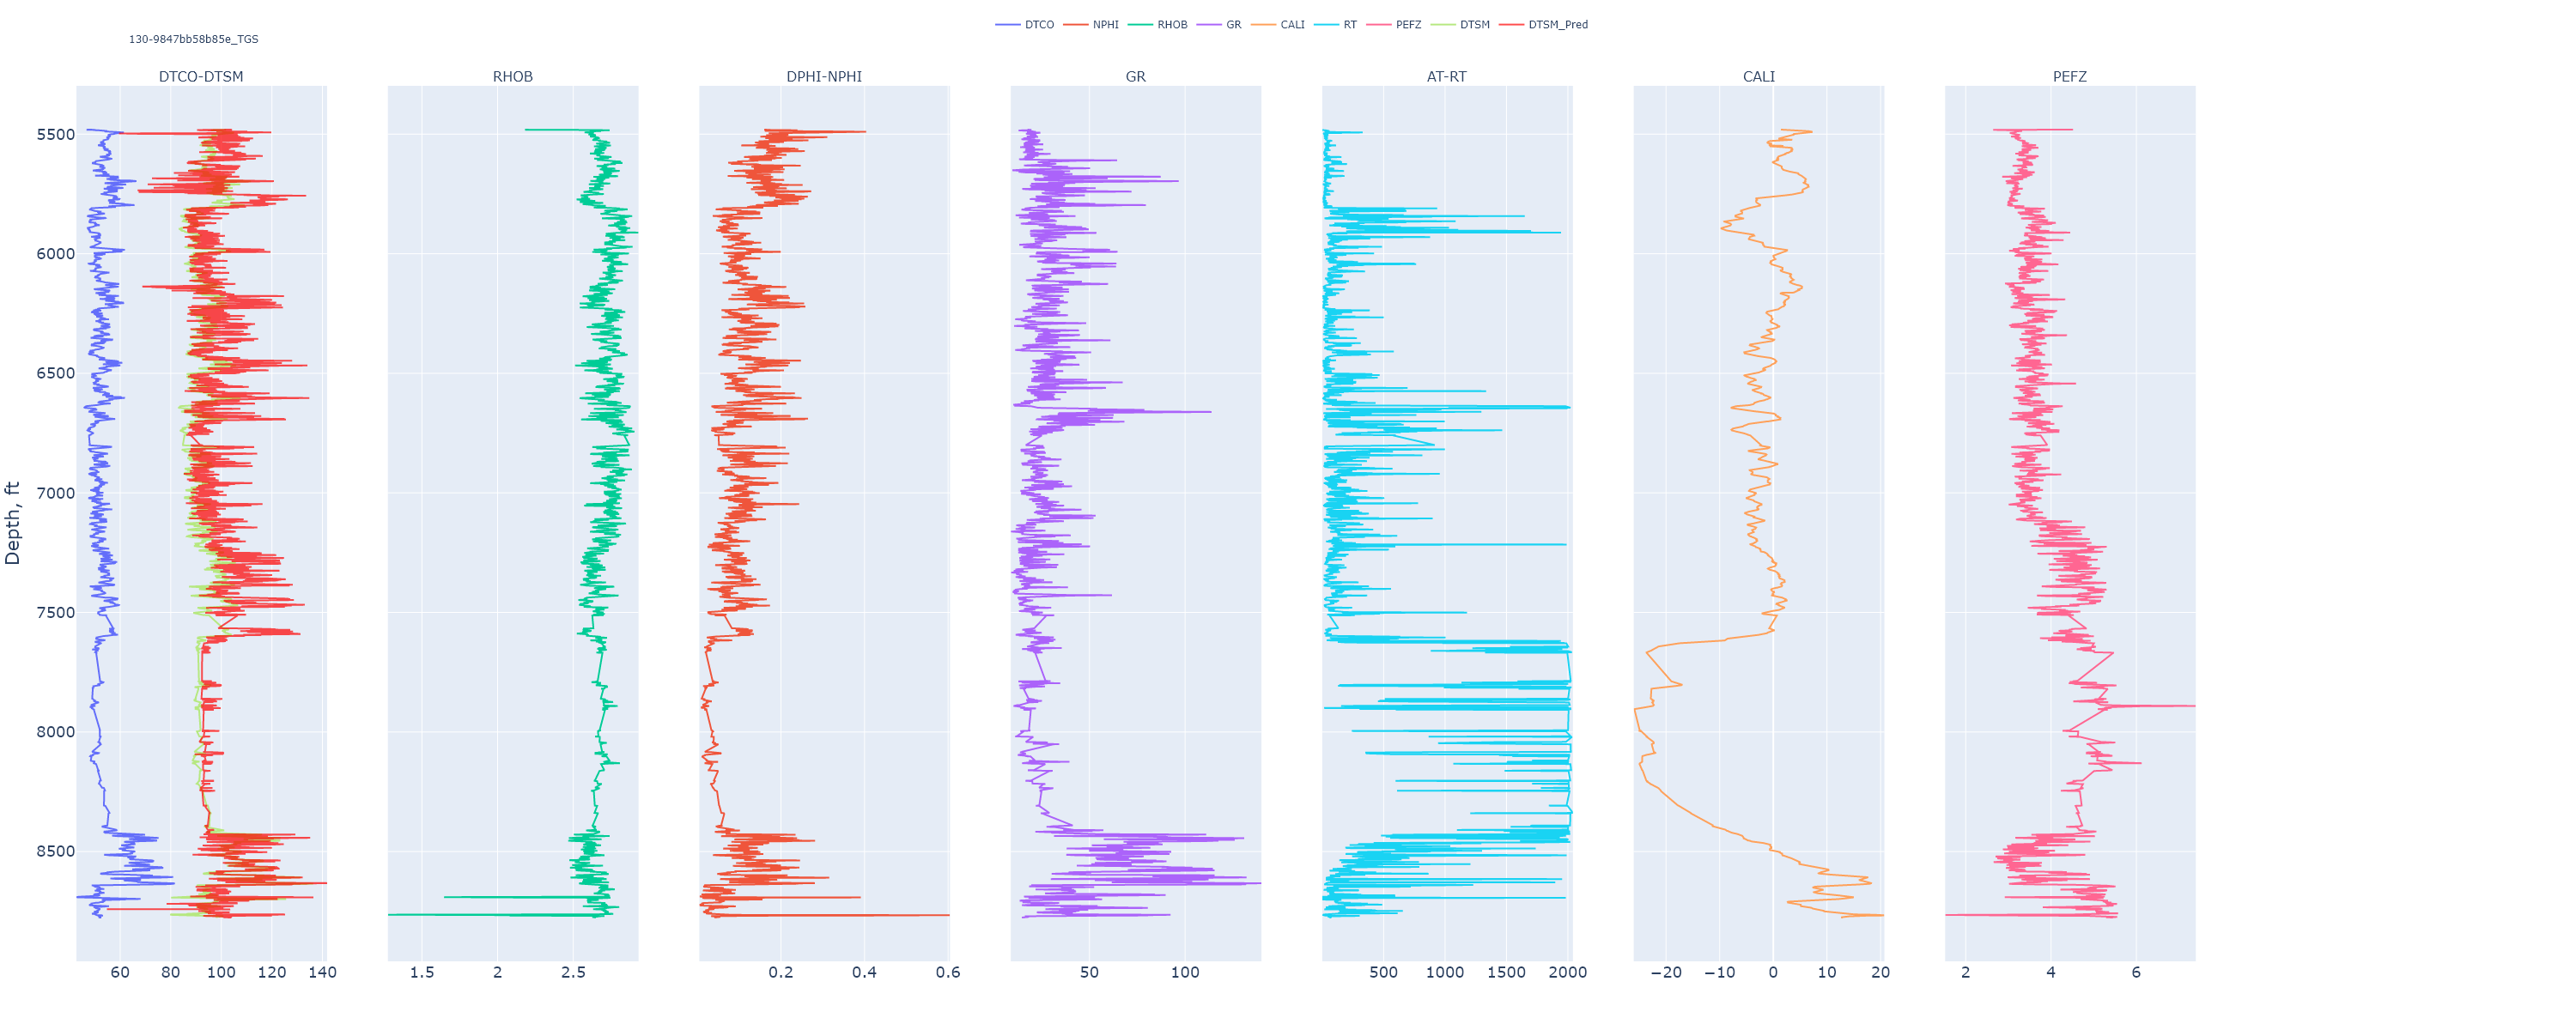 DTCO NPHI RHOB GR CALI RT PEFZ DTSM DTSM_Pred
130-9847bb58b85e_TGS
DTCO-DTSM RHOB DPHI-NPHI GR AT-RT CALI PEFZ
Depth, ft
5500
6000
6500
7000
7500
8000
8500
60 80 100 120 140 1.5 2 2.5 0.2 0.4 0.6 50 100 500 1000 1500 2000 −20 −10 0 10 20 2 4 6